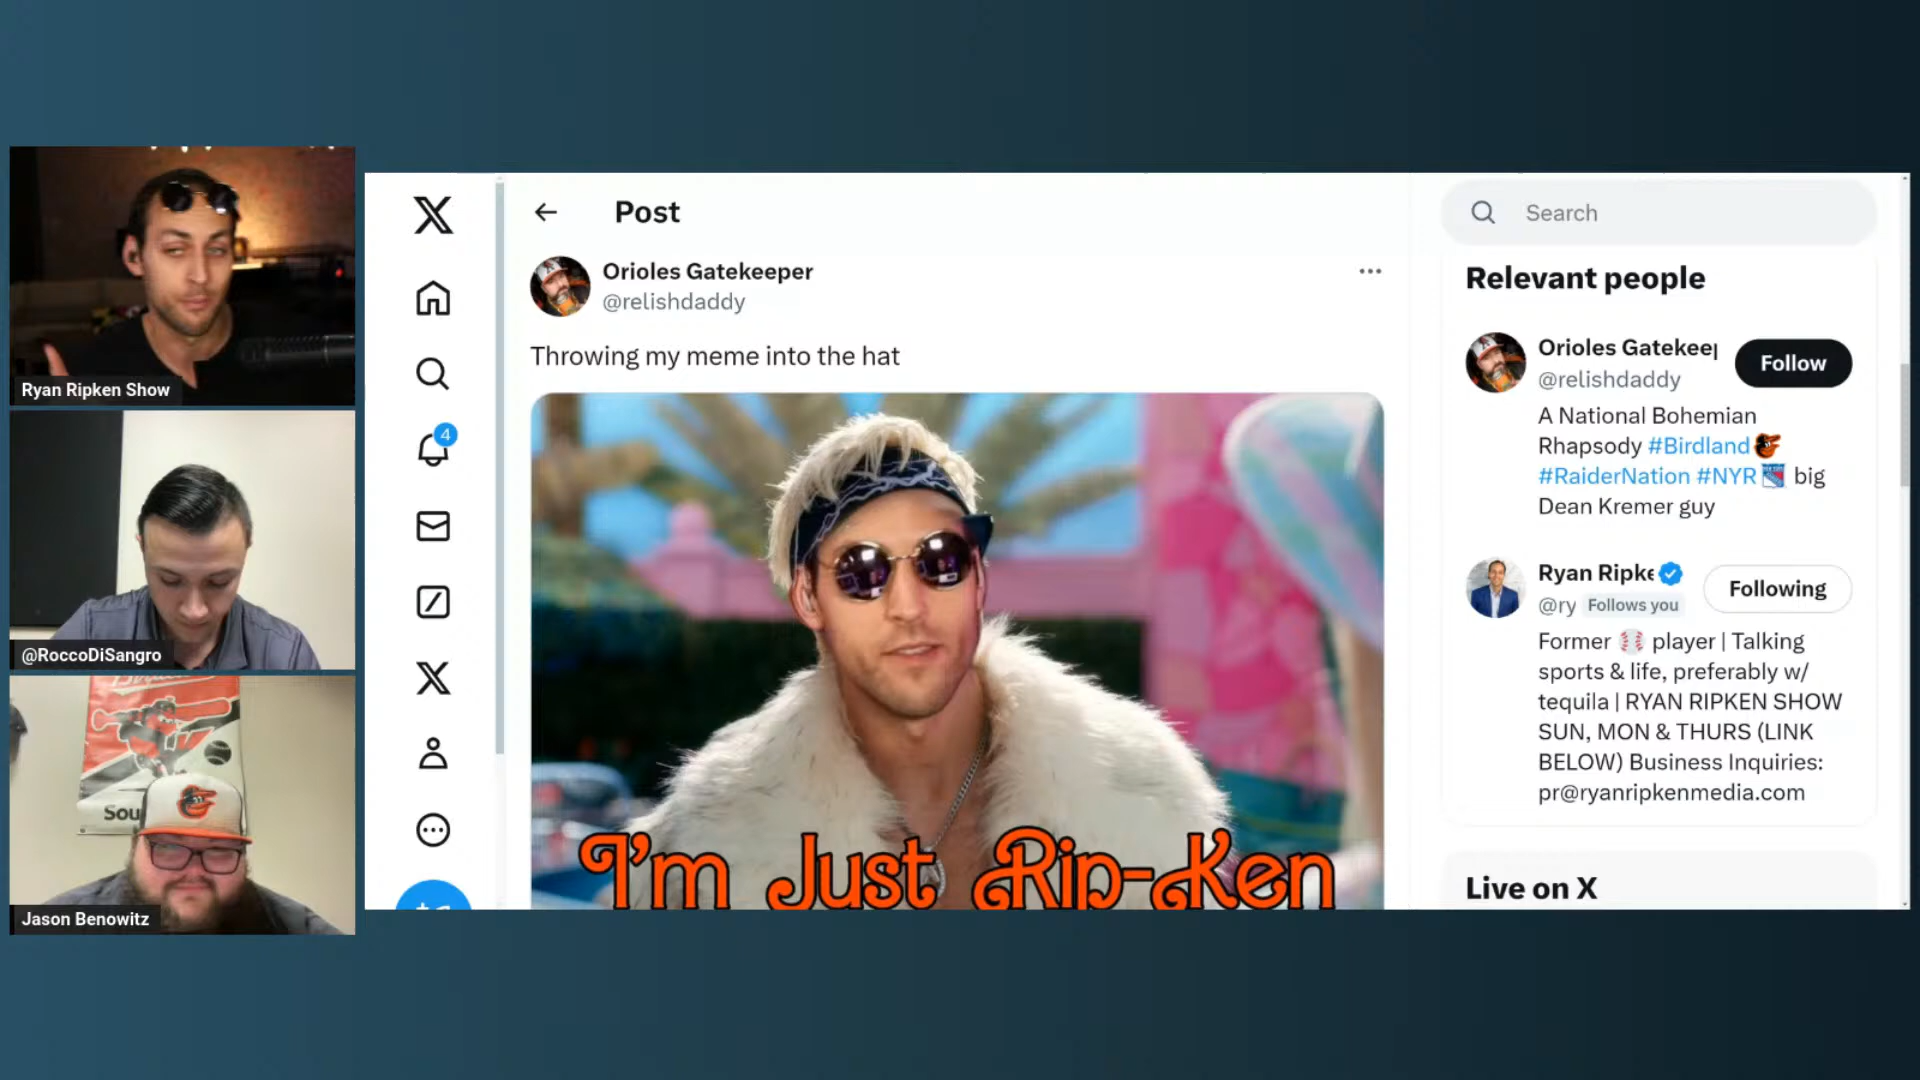 Ryan Ripken Show
@RoccoDiSangro
Sou
Jason Benowitz
Post
Orioles Gatekeeper
@relishdaddy
Throwing my meme into the hat
I'm Just Rip-Ken
4
Search
Relevant people
Orioles Gatekee
@relishdaddy
Follow
A National Bohemian
Rhapsody #Birdland
#RaiderNation #NYR big
Dean Kremer guy
Ryan Ripke
@ry Follows you
Following
Former player | Talking
sports & life, preferably w/
tequila | RYAN RIPKEN SHOW
SUN, MON & THURS (LINK
BELOW) Business Inquiries:
pr@ryanripkenmedia.com
Live on X